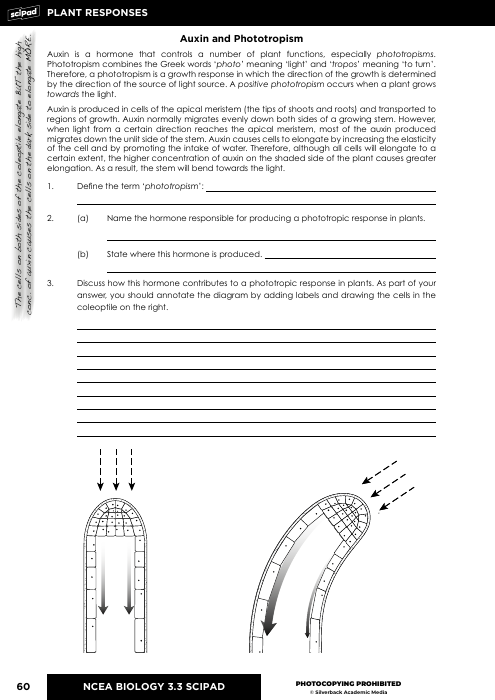 scipad PLANT RESPONSES
The cells on both sides of the coleoptile elongate BUT the high
conc. of auxin causes the cells on the dark side to elongate MORE.
Auxin and Phototropism
Auxin is a hormone that controls a number of plant functions, especially phototropisms.
Phototropism combines the Greek words ‘photo’ meaning ‘light’ and ‘tropos’ meaning ‘to turn’.
Therefore, a phototropism is a growth response in which the direction of the growth is determined
by the direction of the source of light source. A positive phototropism occurs when a plant grows
towards the light.
Auxin is produced in cells of the apical meristem (the tips of shoots and roots) and transported to
regions of growth. Auxin normally migrates evenly down both sides of a growing stem. However,
when light from a certain direction reaches the apical meristem, most of the auxin produced
migrates down the unlit side of the stem. Auxin causes cells to elongate by increasing the elasticity
of the cell and by promoting the intake of water. Therefore, although all cells will elongate to a
certain extent, the higher concentration of auxin on the shaded side of the plant causes greater
elongation. As a result, the stem will bend towards the light.
1. Define the term ‘phototropism’:
2. (a) Name the hormone responsible for producing a phototropic response in plants.
(b) State where this hormone is produced.
3. Discuss how this hormone contributes to a phototropic response in plants. As part of your
answer, you should annotate the diagram by adding labels and drawing the cells in the
coleoptile on the right.
60 NCEA BIOLOGY 3.3 SCIPAD
PHOTOCOPYING PROHIBITED
© Silverback Academic Media